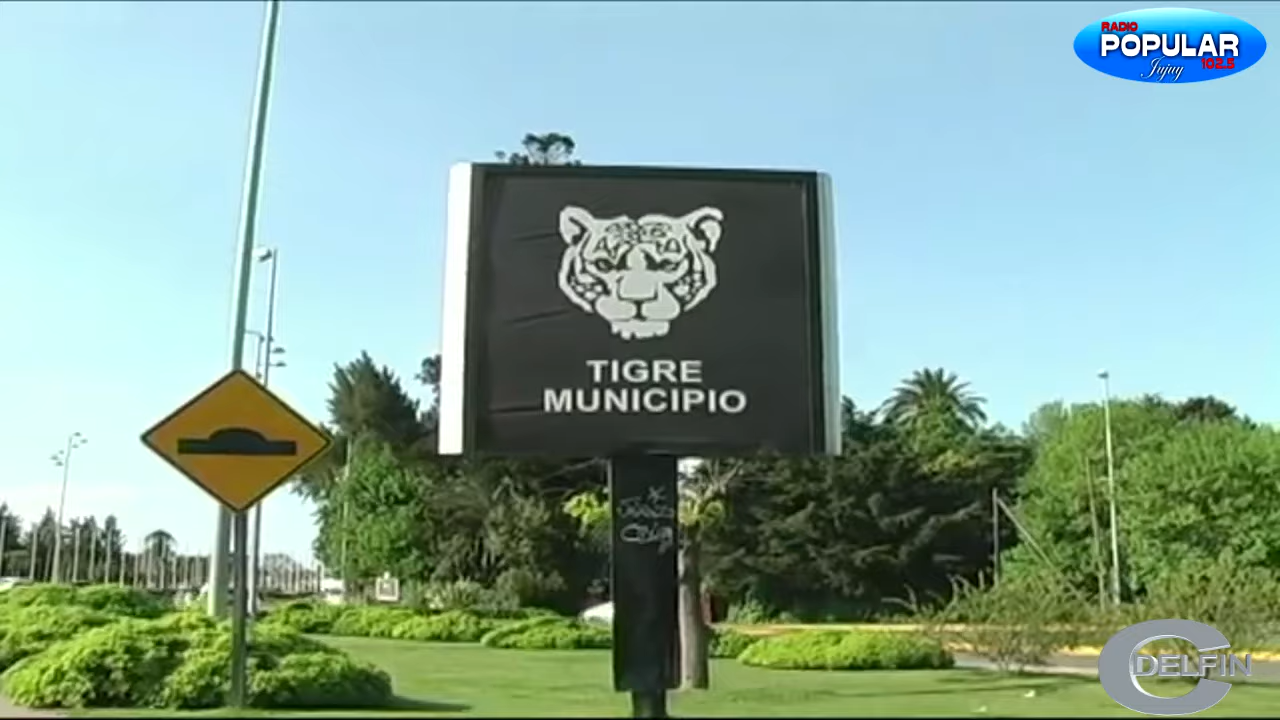 RADIO
POPULAR
Jujuy 102.5
TIGRE
MUNICIPIO
C DELFIN